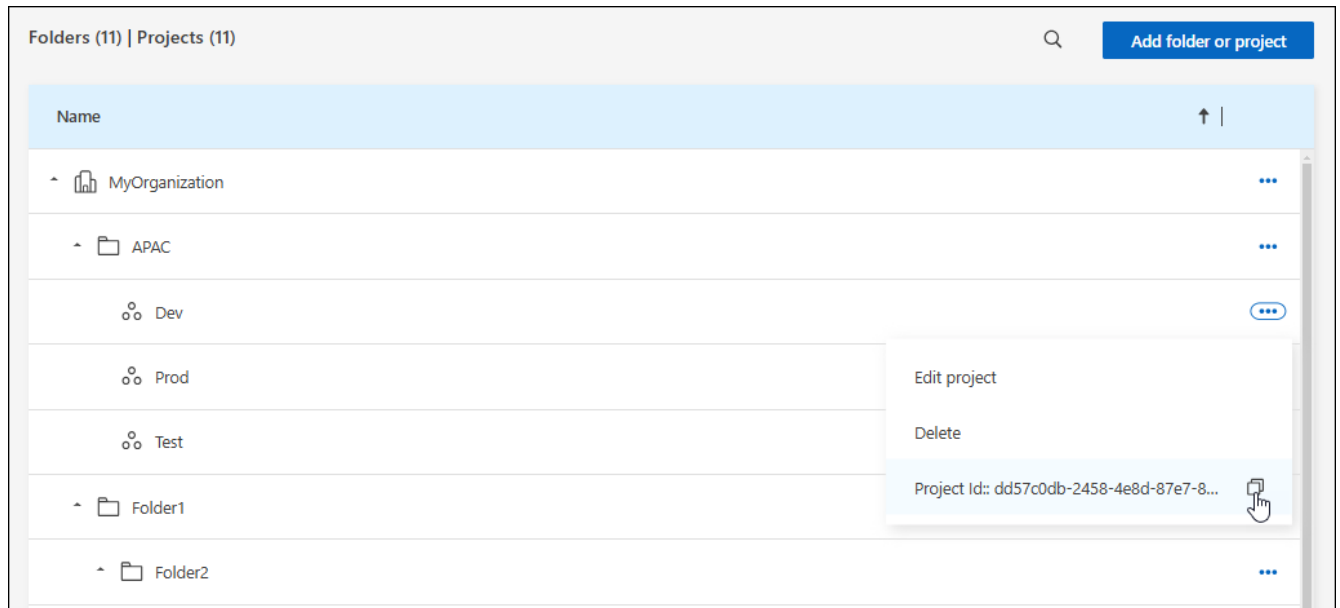 Folders (11) | Projects (11)
Add folder or project
Name
MyOrganization
APAC
Dev
Prod
Edit project
Delete
Test
Project Id:: dd57c0db-2458-4e8d-87e7-8...
Folder1
Folder2